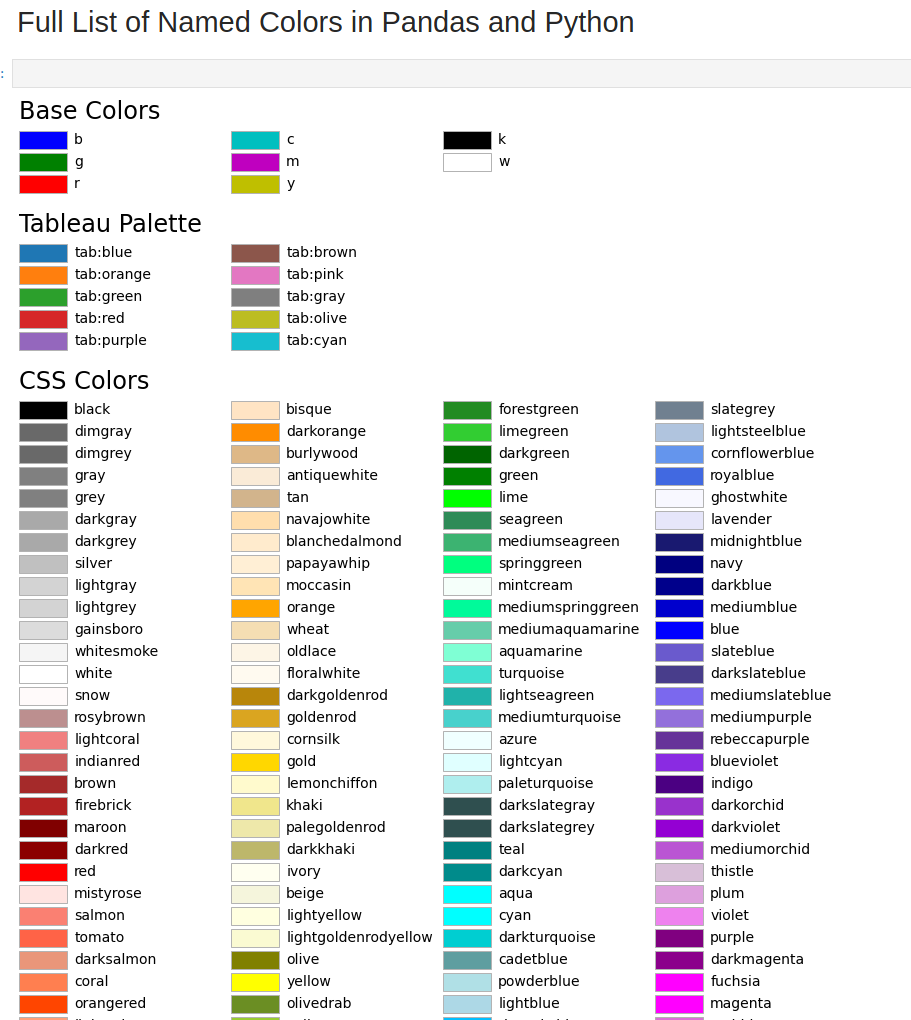 Full List of Named Colors in Pandas and Python
:
Base Colors
b
g
r
c
m
y
k
w
Tableau Palette
tab:blue
tab:orange
tab:green
tab:red
tab:purple
tab:brown
tab:pink
tab:gray
tab:olive
tab:cyan
CSS Colors
black
dimgray
dimgrey
gray
grey
darkgray
darkgrey
silver
lightgray
lightgrey
gainsboro
whitesmoke
white
snow
rosybrown
lightcoral
indianred
brown
firebrick
maroon
darkred
red
mistyrose
salmon
tomato
darksalmon
coral
orangered
bisque
darkorange
burlywood
antiquewhite
tan
navajowhite
blanchedalmond
papayawhip
moccasin
orange
wheat
oldlace
floralwhite
darkgoldenrod
goldenrod
cornsilk
gold
lemonchiffon
khaki
palegoldenrod
darkkhaki
ivory
beige
lightyellow
lightgoldenrodyellow
olive
yellow
olivedrab
forestgreen
limegreen
darkgreen
green
lime
seagreen
mediumseagreen
springgreen
mintcream
mediumspringgreen
mediumaquamarine
aquamarine
turquoise
lightseagreen
mediumturquoise
azure
lightcyan
paleturquoise
darkslategray
darkslategrey
teal
darkcyan
aqua
cyan
darkturquoise
cadetblue
powderblue
lightblue
slategrey
lightsteelblue
cornflowerblue
royalblue
ghostwhite
lavender
midnightblue
navy
darkblue
mediumblue
blue
slateblue
darkslateblue
mediumslateblue
mediumpurple
rebeccapurple
blueviolet
indigo
darkorchid
darkviolet
mediumorchid
thistle
plum
violet
purple
darkmagenta
fuchsia
magenta